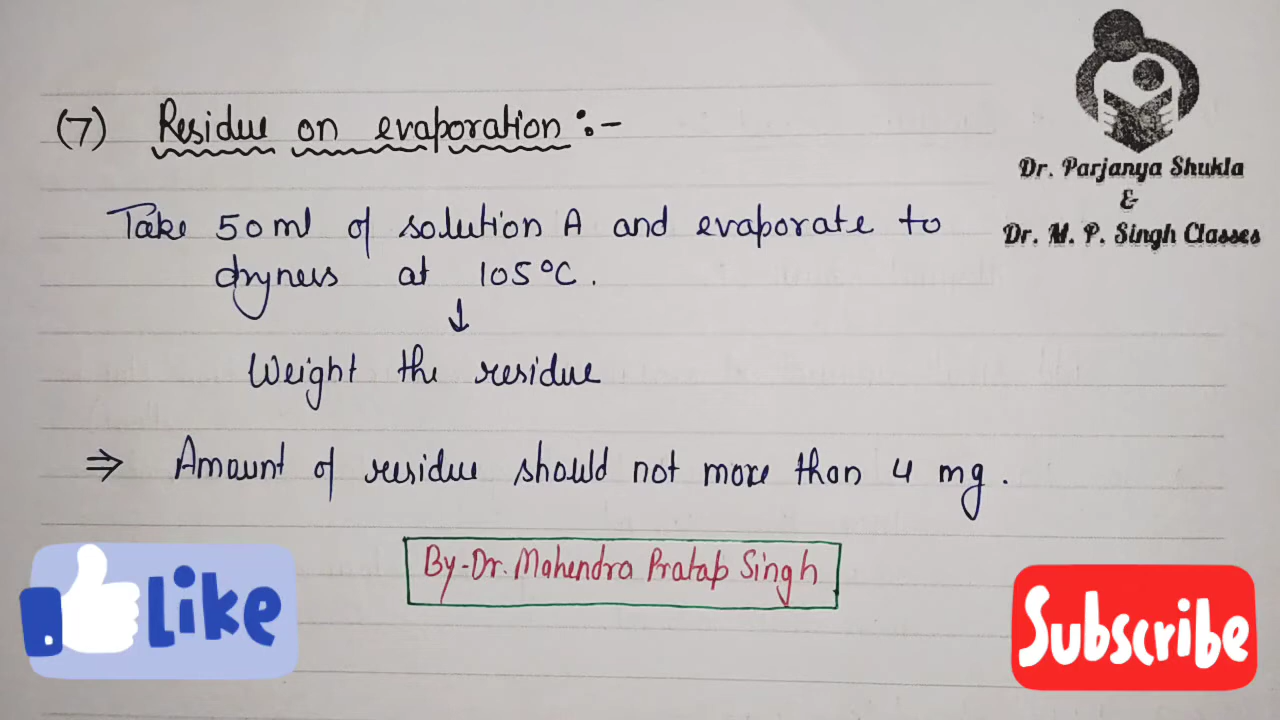 (7) Residue on evaporation :-
Take 50 ml of solution A and evaporate to
dryness at 105°C.
↓
Weight the residue
⇒ Amount of residue should not more than 4 mg.
By-Dr. Mahendra Pratap Singh
Dr. Parjanya Shukla
&
Dr. M. P. Singh Classes
Like
Subscribe